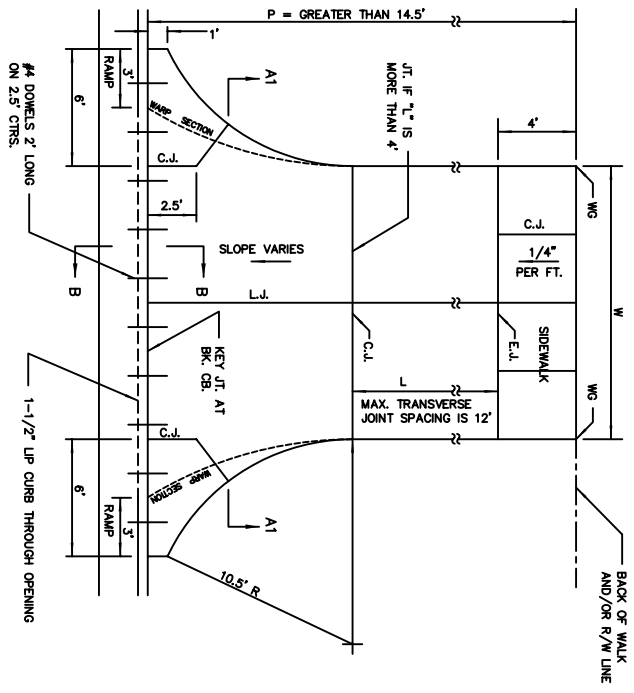 P = GREATER THAN 14.5'
1'
3'
RAMP
6'
A1
WARP SECTION
C.J.
2.5'
JT. IF "L" IS
MORE THAN 4'
4'
WG
C.J.
1/4"
PER FT.
W
#4 DOWELS 2' LONG
ON 2.5' CTRS.
B
B
SLOPE VARIES
L.J.
C.J.
E.J.
SIDEWALK
KEY JT. AT
BK. CB.
L
MAX. TRANSVERSE
JOINT SPACING IS 12'
WG
1-1/2" LIP CURB THROUGH OPENING
C.J.
WARP SECTION
A1
6'
RAMP
3'
10.5' R
BACK OF WALK
AND/OR R/W LINE